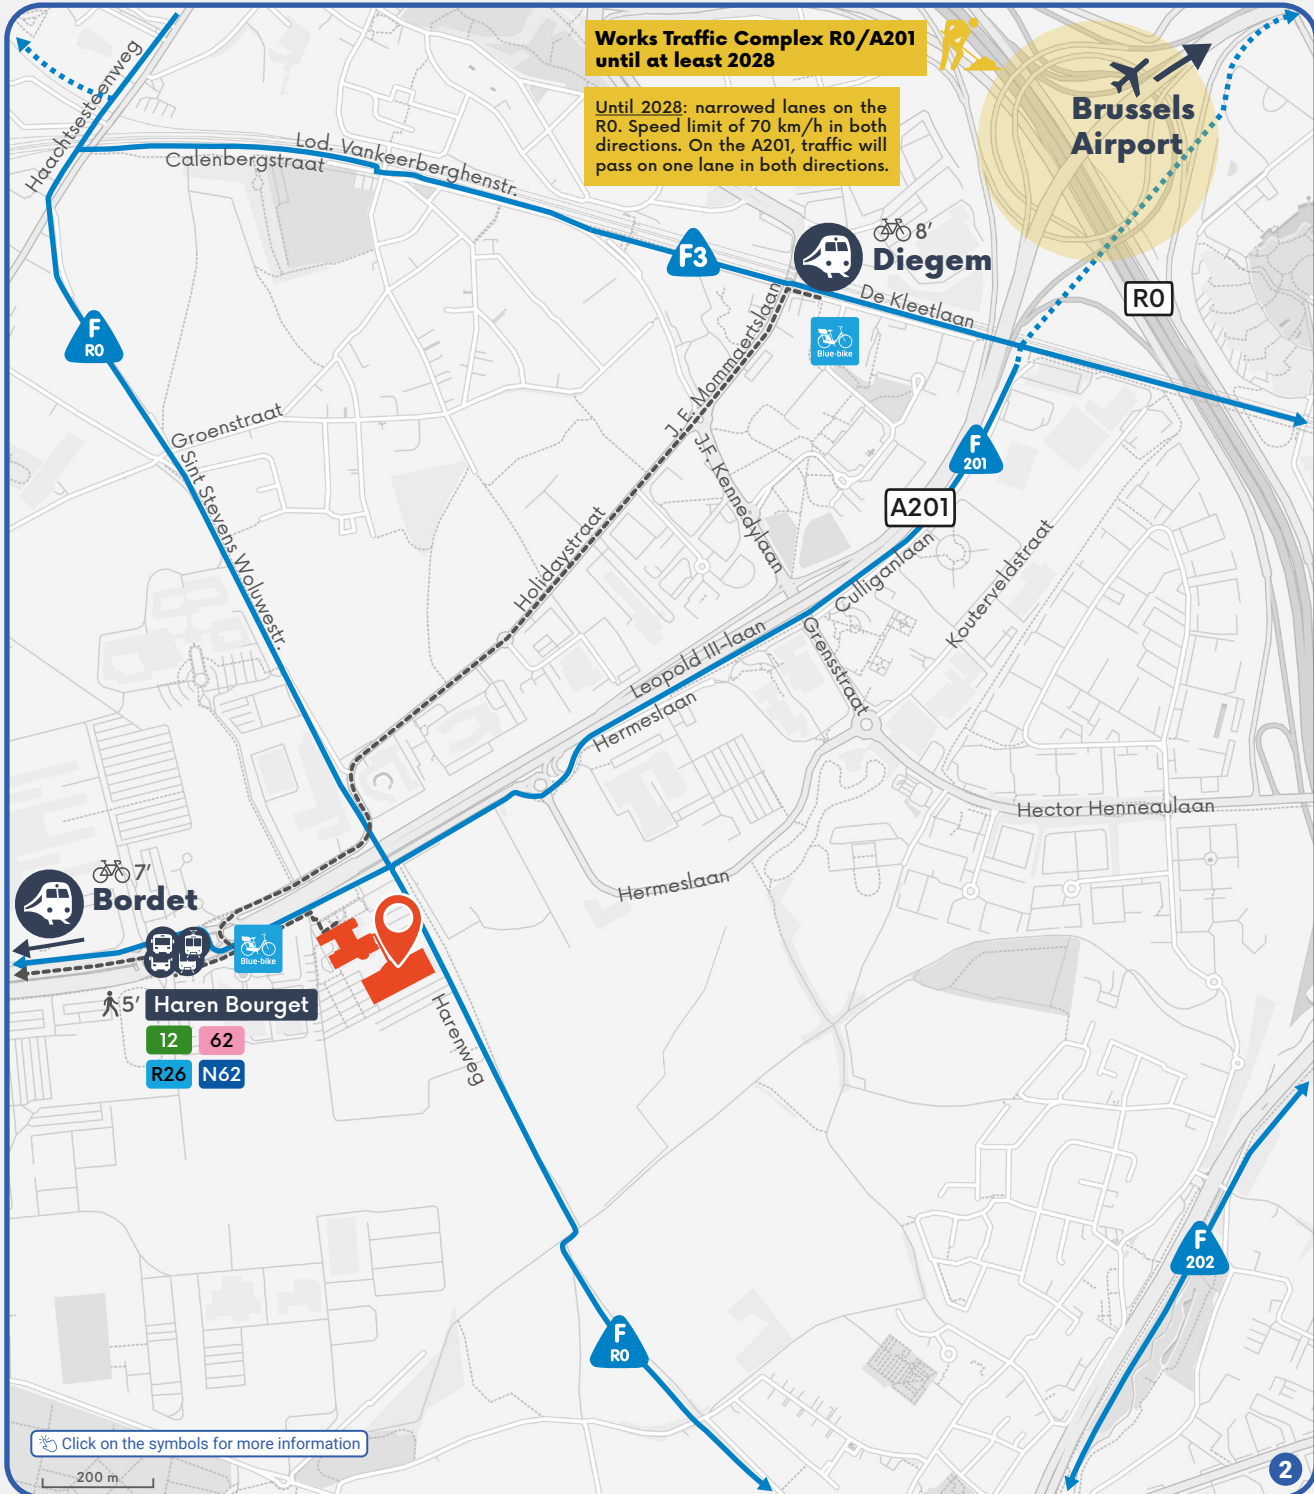 Works Traffic Complex R0/A201
until at least 2028
Until 2028: narrowed lanes on the
R0. Speed limit of 70 km/h in both
directions. On the A201, traffic will
pass on one lane in both directions.
Brussels
Airport
Haachtsesteenweg
Lod. Vankeerberghenstr.
Calenbergstraat
F3
8'
Diegem
De Kleetlaan
R0
Blue-bike
F
R0
J. E. Mommaertslaan
Groenstraat
J.F. Kennedylaan
F
201
A201
Sint Stevens Woluwestr.
Holidaystraat
Culliganlaan
Kouterveldstraat
Leopold III-laan
Grensstraat
Hermeslaan
Hector Henneaulaan
Hermeslaan
7'
Bordet
Blue-bike
5'
Haren Bourget
12
62
R26
N62
Harenweg
F
202
F
R0
Click on the symbols for more information
200 m
2